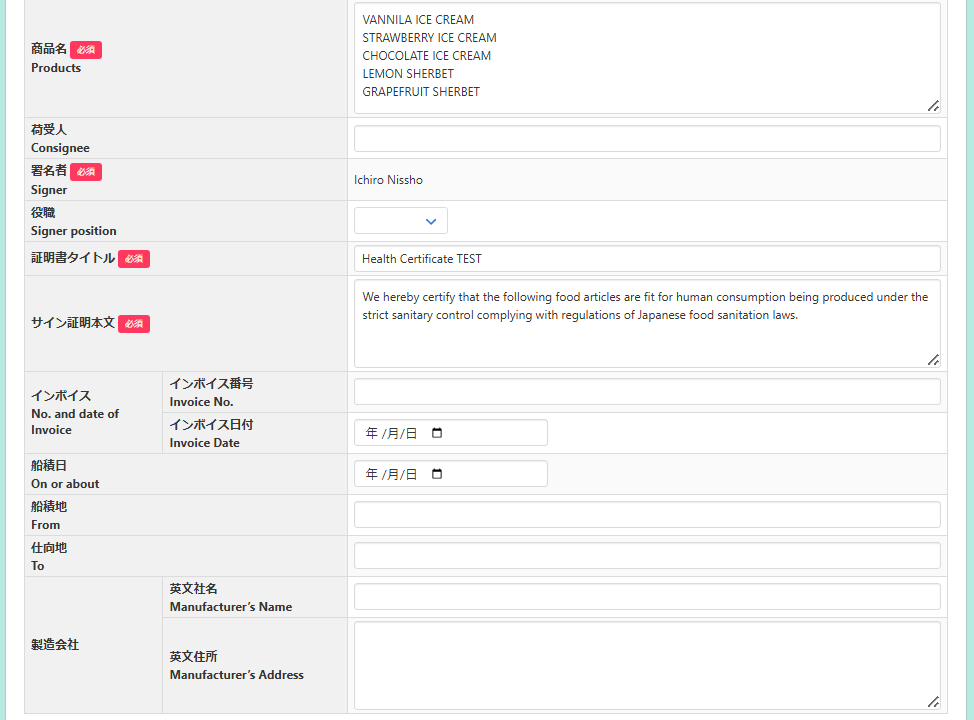 商品名 必須
Products
VANNILA ICE CREAM
STRAWBERRY ICE CREAM
CHOCOLATE ICE CREAM
LEMON SHERBET
GRAPEFRUIT SHERBET
荷受人
Consignee
署名者 必須
Signer
Ichiro Nissho
役職
Signer position
証明書タイトル 必須
Health Certificate TEST
サイン証明本文 必須
We hereby certify that the following food articles are fit for human consumption being produced under the
strict sanitary control complying with regulations of Japanese food sanitation laws.
インボイス
No. and date of
Invoice
インボイス番号
Invoice No.
インボイス日付
Invoice Date
年 /月/日
船積日
On or about
年 /月/日
船積地
From
仕向地
To
製造会社
英文社名
Manufacturer’s Name
英文住所
Manufacturer’s Address